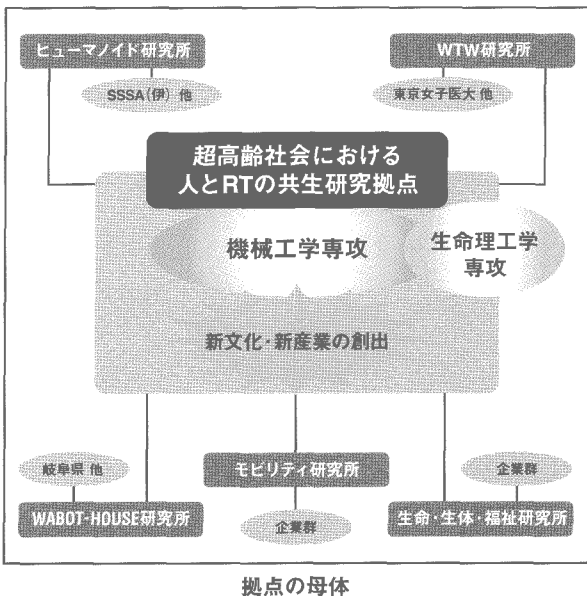 ヒューマノイド研究所
WTW研究所
SSSA(伊) 他
東京女子医大 他
超高齢社会における
人とRTの共生研究拠点
機械工学専攻
生命理工学
専攻
新文化・新産業の創出
岐阜県 他
モビリティ研究所
企業群
WABOT-HOUSE研究所
企業群
生命・生体・福祉研究所
拠点の母体